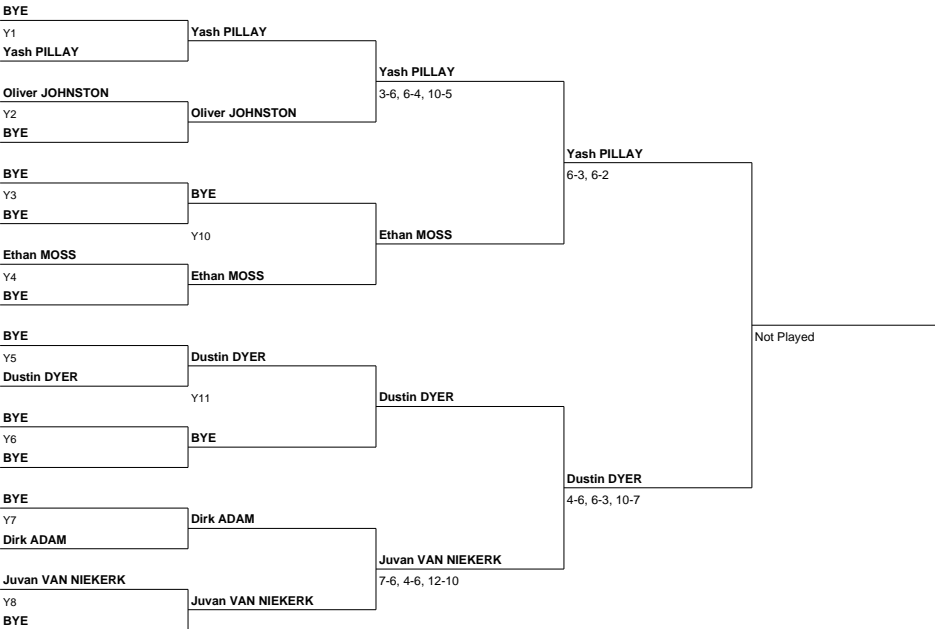 BYE
Y1
Yash PILLAY
Oliver JOHNSTON
Y2
BYE
BYE
Y3
BYE
Ethan MOSS
Y4
BYE
BYE
Y5
Dustin DYER
BYE
Y6
BYE
BYE
Y7
Dirk ADAM
Juvan VAN NIEKERK
Y8
BYE
Yash PILLAY
Oliver JOHNSTON
BYE
Y10
Ethan MOSS
Dustin DYER
Y11
BYE
Dirk ADAM
Juvan VAN NIEKERK
Yash PILLAY
3-6, 6-4, 10-5
Ethan MOSS
Dustin DYER
Juvan VAN NIEKERK
7-6, 4-6, 12-10
Yash PILLAY
6-3, 6-2
Dustin DYER
4-6, 6-3, 10-7
Not Played